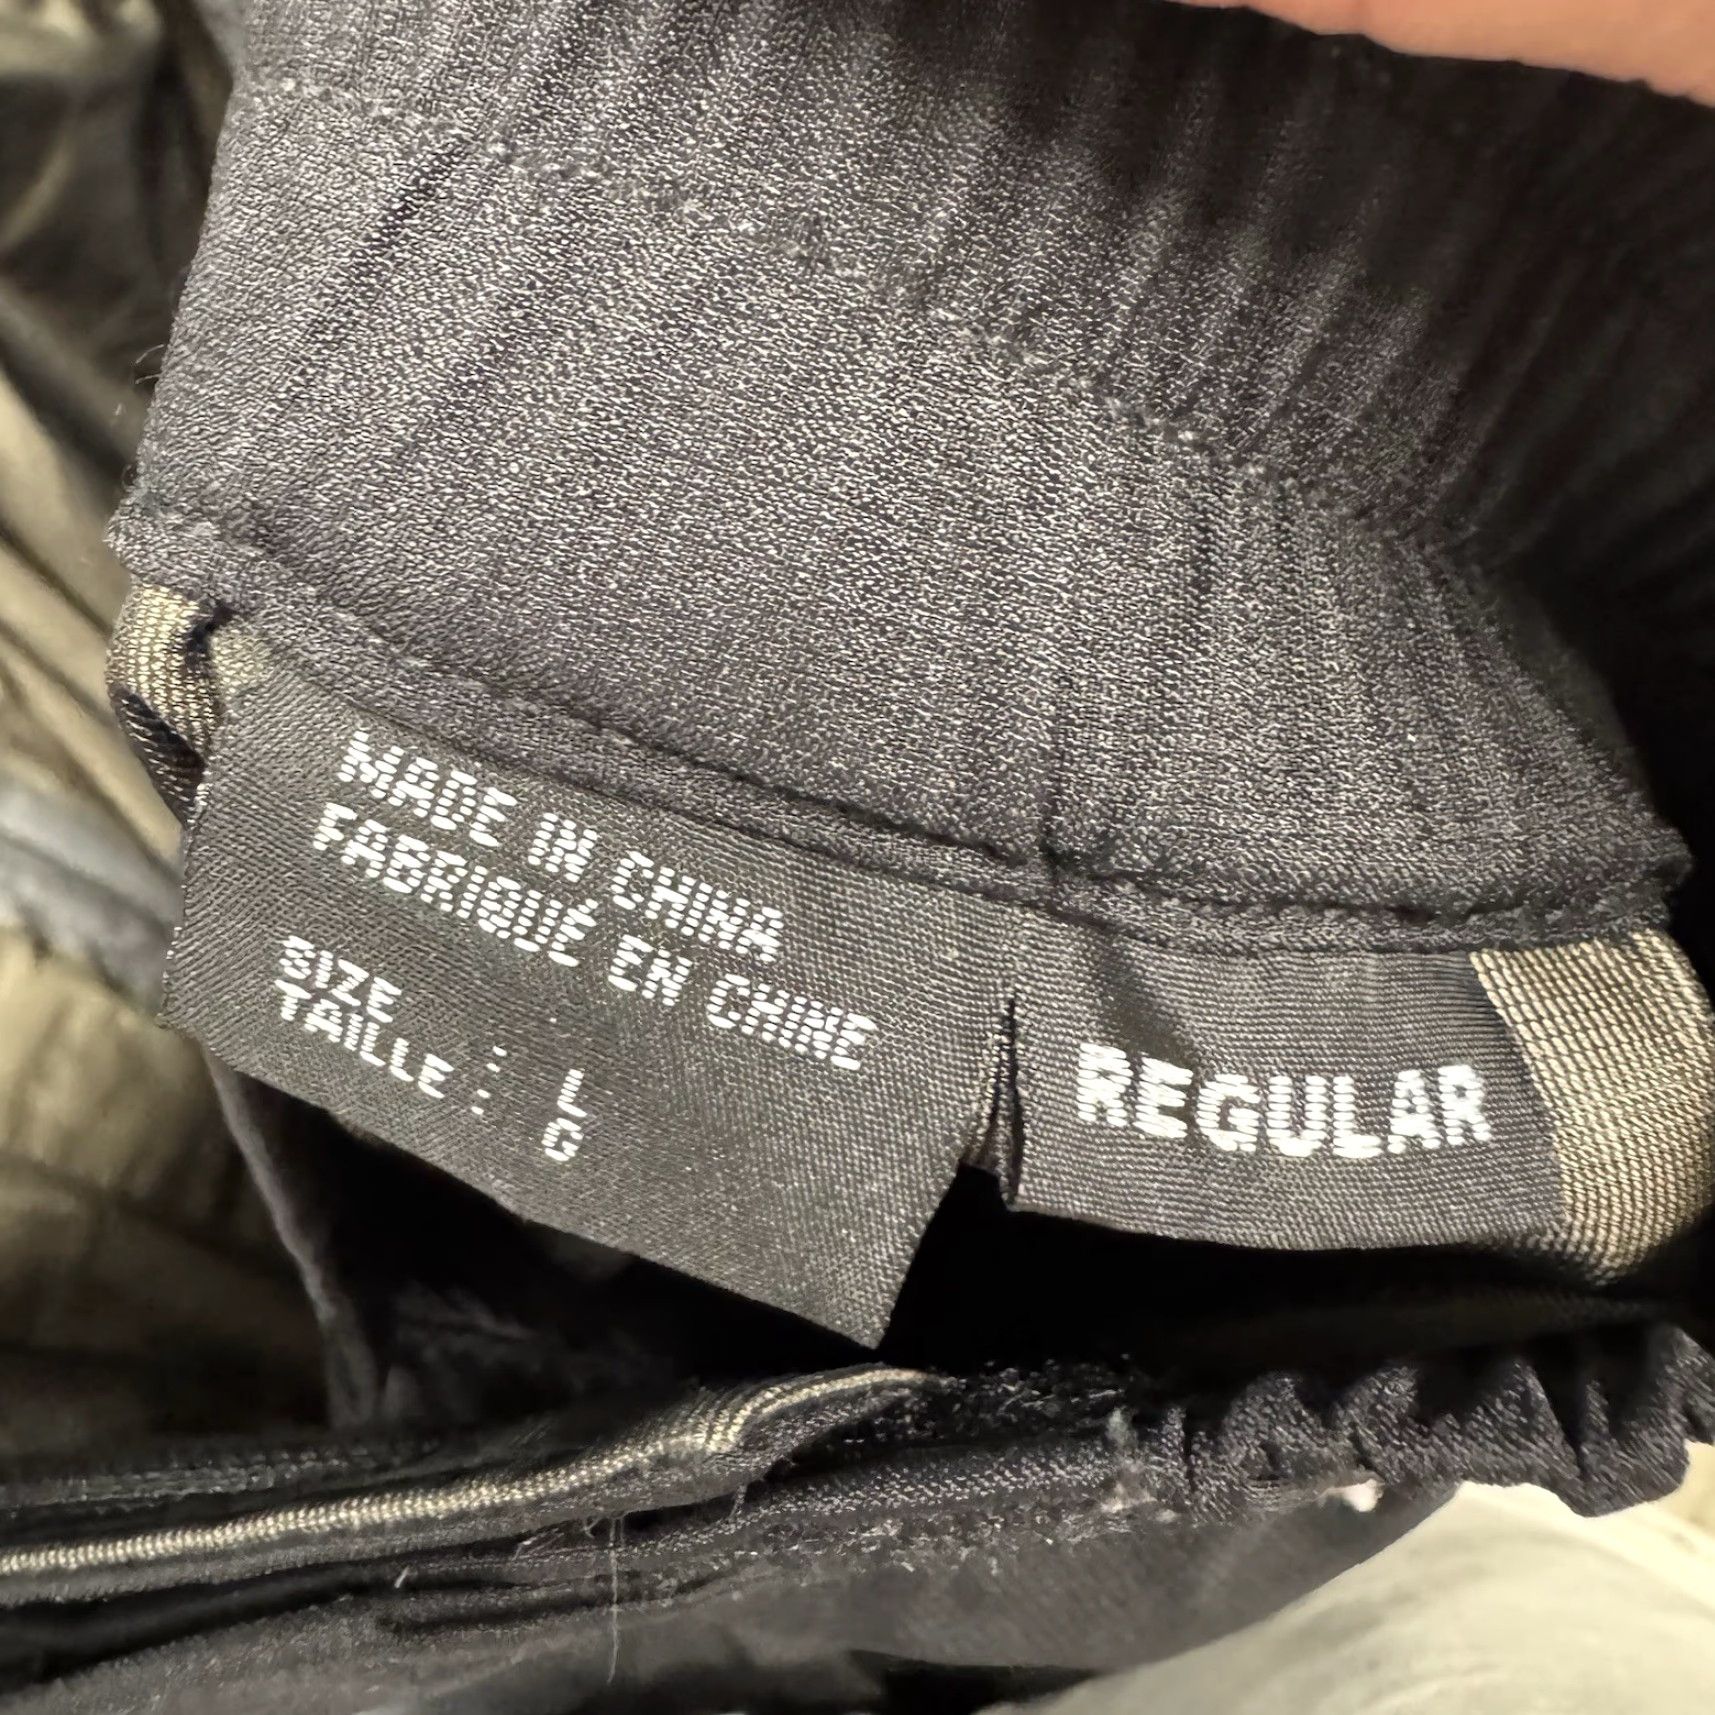 MADE IN CHINA
FABRIQUÉ EN CHINE
SIZE : L
TAILLE : G
REGULAR